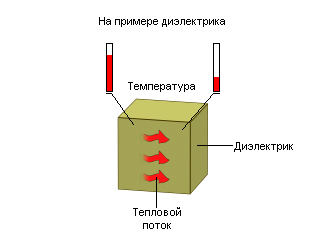 На примере диэлектрика
Температура
Диэлектрик
Тепловой
поток